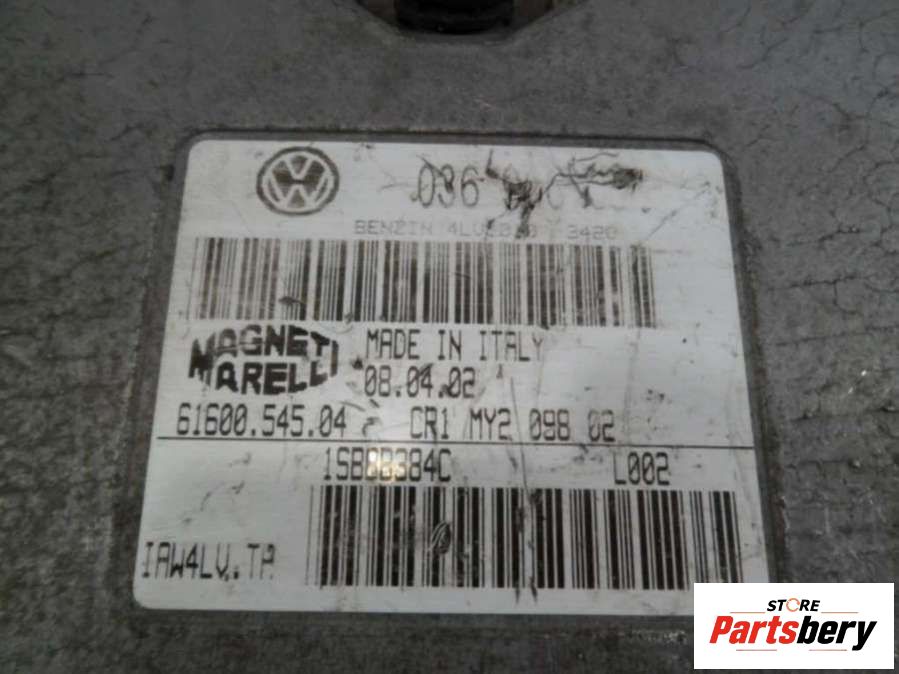 036
BENZIN 3420
MAGNETI MARELLI
MADE IN ITALY
08.04.02
61600.545.04 CR1 MY2 098 02
L002
IAW4LV.
STORE
Partsbery